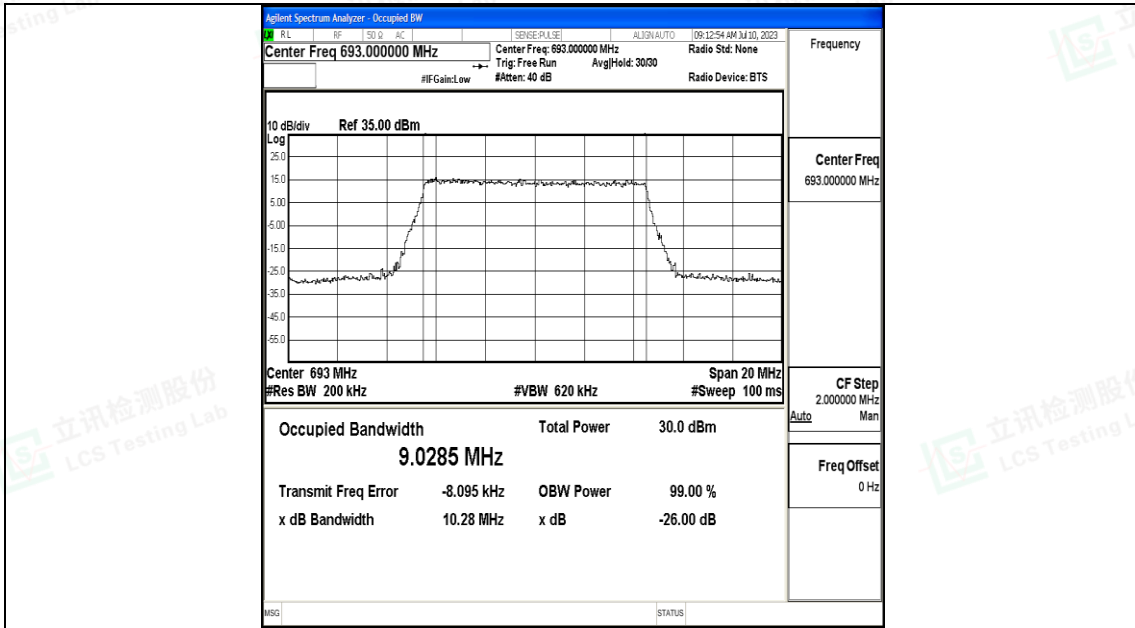 Agilent Spectrum Analyzer - Occupied BW
RL RF 50 Ω AC SENSE:PULSE ALIGN AUTO 09:12:54 AM Jul 10, 2023
Center Freq 693.000000 MHz
Center Freq: 693.000000 MHz Radio Std: None
Trig: Free Run Avg|Hold: 30/30
#IFGain:Low #Atten: 40 dB Radio Device: BTS
10 dB/div Ref 35.00 dBm
Log
25.0
15.0
5.00
-5.00
-15.0
-25.0
-35.0
-45.0
-55.0
Center 693 MHz Span 20 MHz
#Res BW 200 kHz #VBW 620 kHz #Sweep 100 ms
Occupied Bandwidth Total Power 30.0 dBm
9.0285 MHz
Transmit Freq Error -8.095 kHz OBW Power 99.00 %
x dB Bandwidth 10.28 MHz x dB -26.00 dB
MSG STATUS
Frequency
Center Freq
693.000000 MHz
CF Step
2.000000 MHz
Auto Man
Freq Offset
0 Hz
立讯检测股份
LCS Testing Lab
立讯检测股份
LCS Testing L